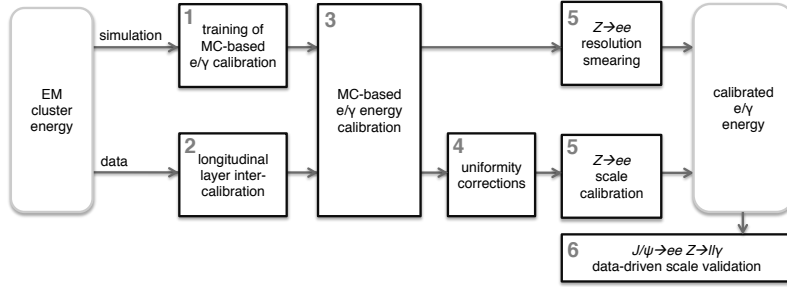 EM
cluster
energy
simulation
data
1
training of
MC-based
e/γ calibration
2
longitudinal
layer inter-
calibration
3
MC-based
e/γ energy
calibration
4
uniformity
corrections
5
Z→ee
resolution
smearing
5
Z→ee
scale
calibration
calibrated
e/γ
energy
6
J/ψ→ee Z→llγ
data-driven scale validation